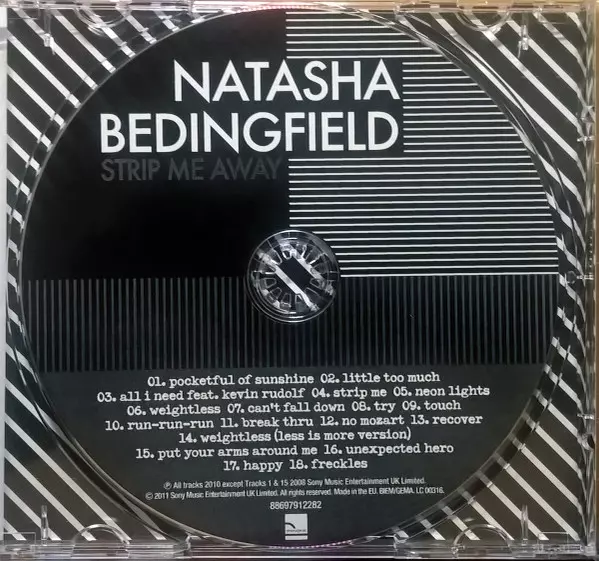 NATASHA
BEDINGFIELD
STRIP ME AWAY
01. pocketful of sunshine 02. little too much
03. all i need feat. kevin rudolf 04. strip me 05. neon lights
06. weightless 07. can't fall down 08. try 09. touch
10. run-run-run 11. break thru 12. no mozart 13. recover
14. weightless (less is more version)
15. put your arms around me 16. unexpected hero
17. happy 18. freckles
℗ All tracks 2010 except Tracks 1 & 15 2008 Sony Music Entertainment UK Limited.
© 2011 Sony Music Entertainment UK Limited. All rights reserved. Made in the EU. BIEM/GEMA. LC 00316.
88697912282